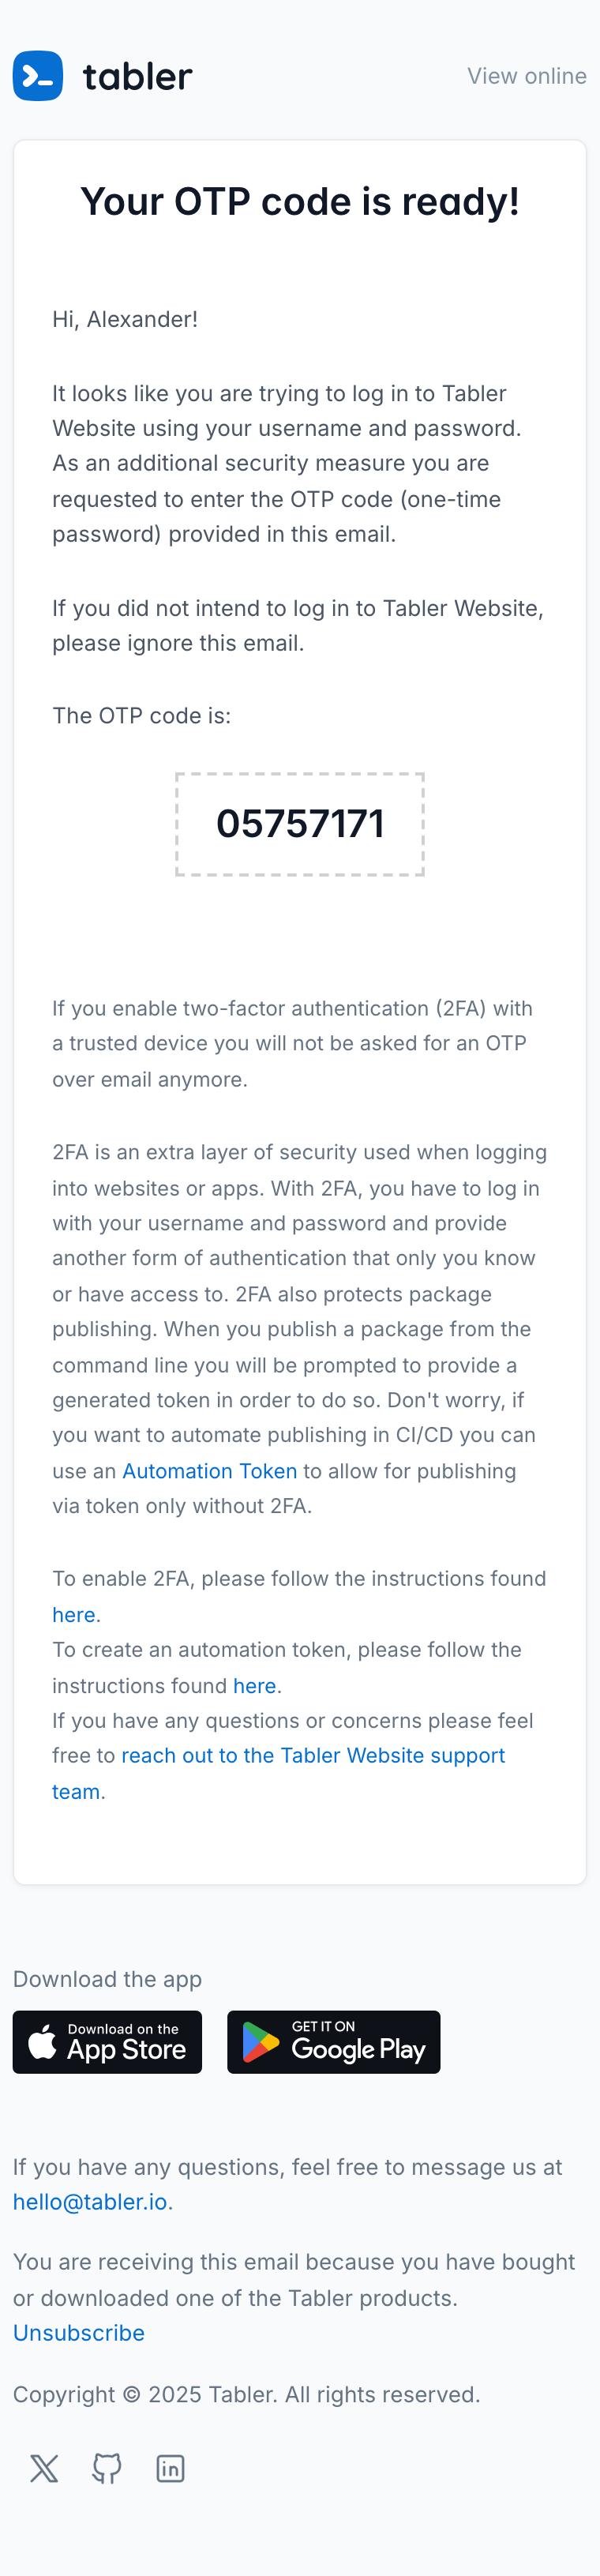 tabler
View online
Your OTP code is ready!
Hi, Alexander!
It looks like you are trying to log in to Tabler
Website using your username and password.
As an additional security measure you are
requested to enter the OTP code (one-time
password) provided in this email.
If you did not intend to log in to Tabler Website,
please ignore this email.
The OTP code is:
05757171
If you enable two-factor authentication (2FA) with
a trusted device you will not be asked for an OTP
over email anymore.
2FA is an extra layer of security used when logging
into websites or apps. With 2FA, you have to log in
with your username and password and provide
another form of authentication that only you know
or have access to. 2FA also protects package
publishing. When you publish a package from the
command line you will be prompted to provide a
generated token in order to do so. Don't worry, if
you want to automate publishing in CI/CD you can
use an Automation Token to allow for publishing
via token only without 2FA.
To enable 2FA, please follow the instructions found
here.
To create an automation token, please follow the
instructions found here.
If you have any questions or concerns please feel
free to reach out to the Tabler Website support
team.
Download the app
Download on the
App Store
GET IT ON
Google Play
If you have any questions, feel free to message us at
hello@tabler.io.
You are receiving this email because you have bought
or downloaded one of the Tabler products.
Unsubscribe
Copyright © 2025 Tabler. All rights reserved.
in